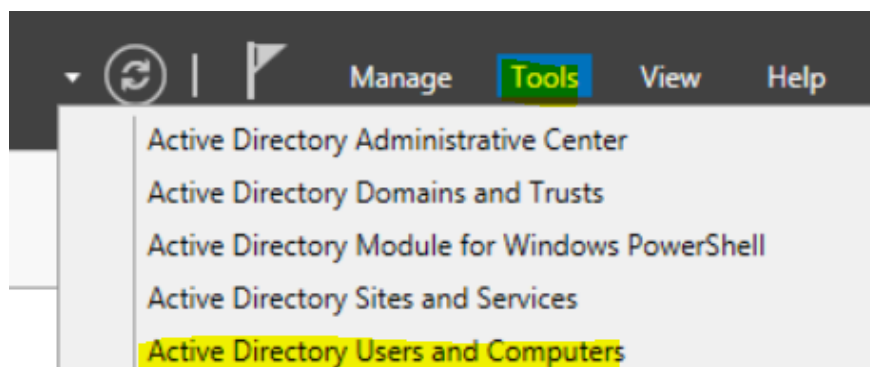 Manage Tools View Help
Active Directory Administrative Center
Active Directory Domains and Trusts
Active Directory Module for Windows PowerShell
Active Directory Sites and Services
Active Directory Users and Computers